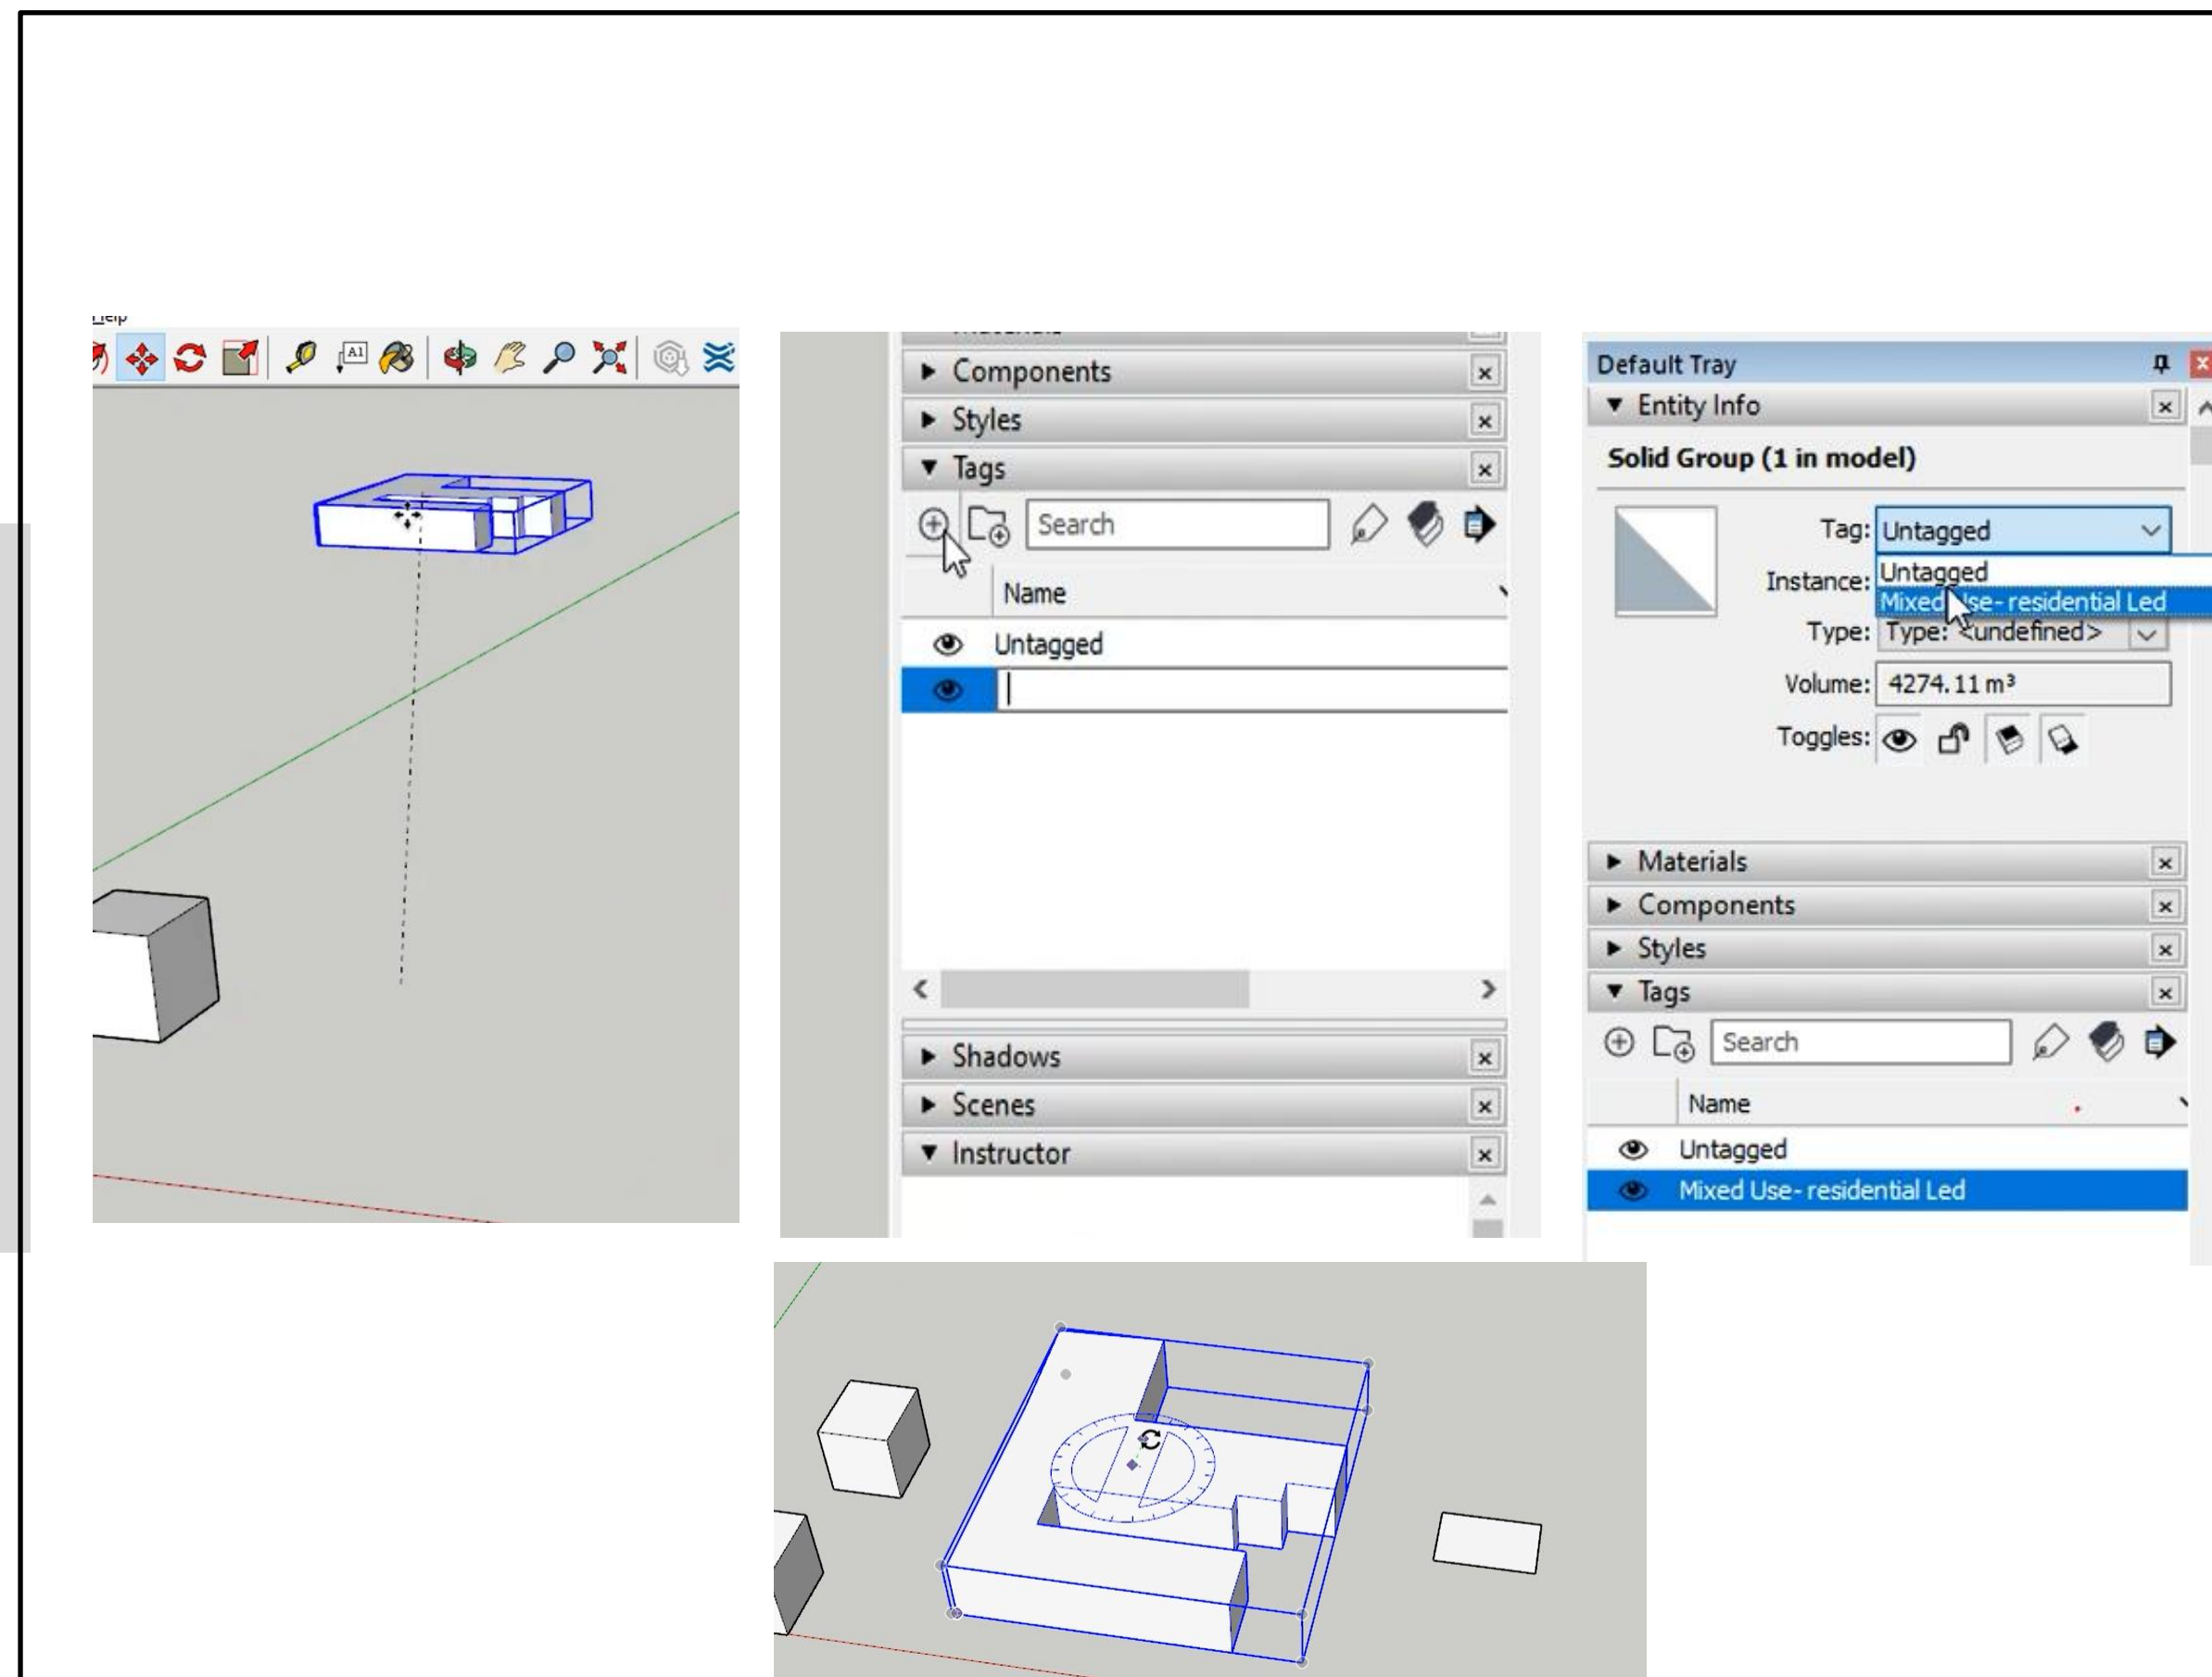 Help
A1
Components
Styles
Tags
Search
Name
Untagged
Shadows
Scenes
Instructor
Default Tray
Entity Info
Solid Group (1 in model)
Tag: Untagged
Untagged
Instance:
Mixed Use- residential Led
Type: Type: <undefined>
Volume: 4274.11 m³
Toggles:
Materials
Components
Styles
Tags
Search
Name
Untagged
Mixed Use- residential Led